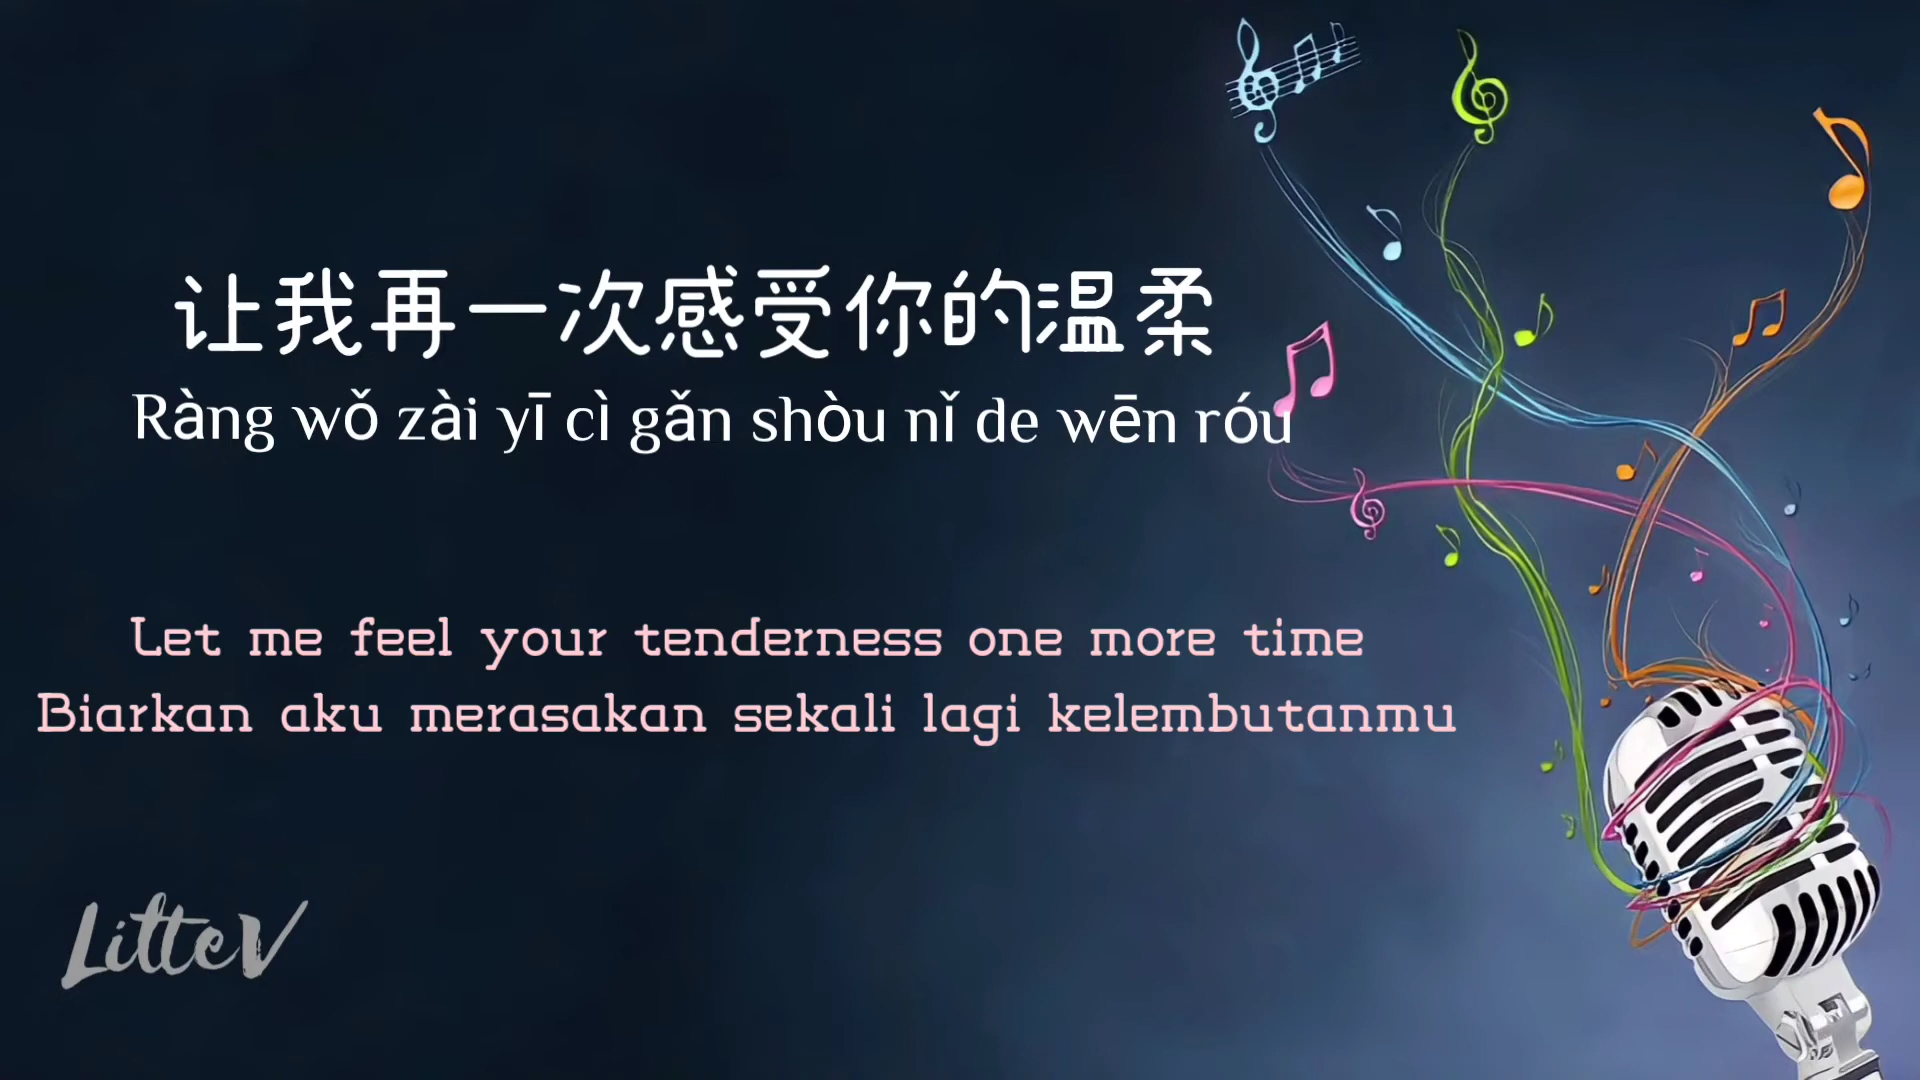 让我再一次感受你的温柔
Ràng wǒ zài yī cì gǎn shòu nǐ de wēn róu
Let me feel your tenderness one more time
Biarkan aku merasakan sekali lagi kelembutanmu
LitteV